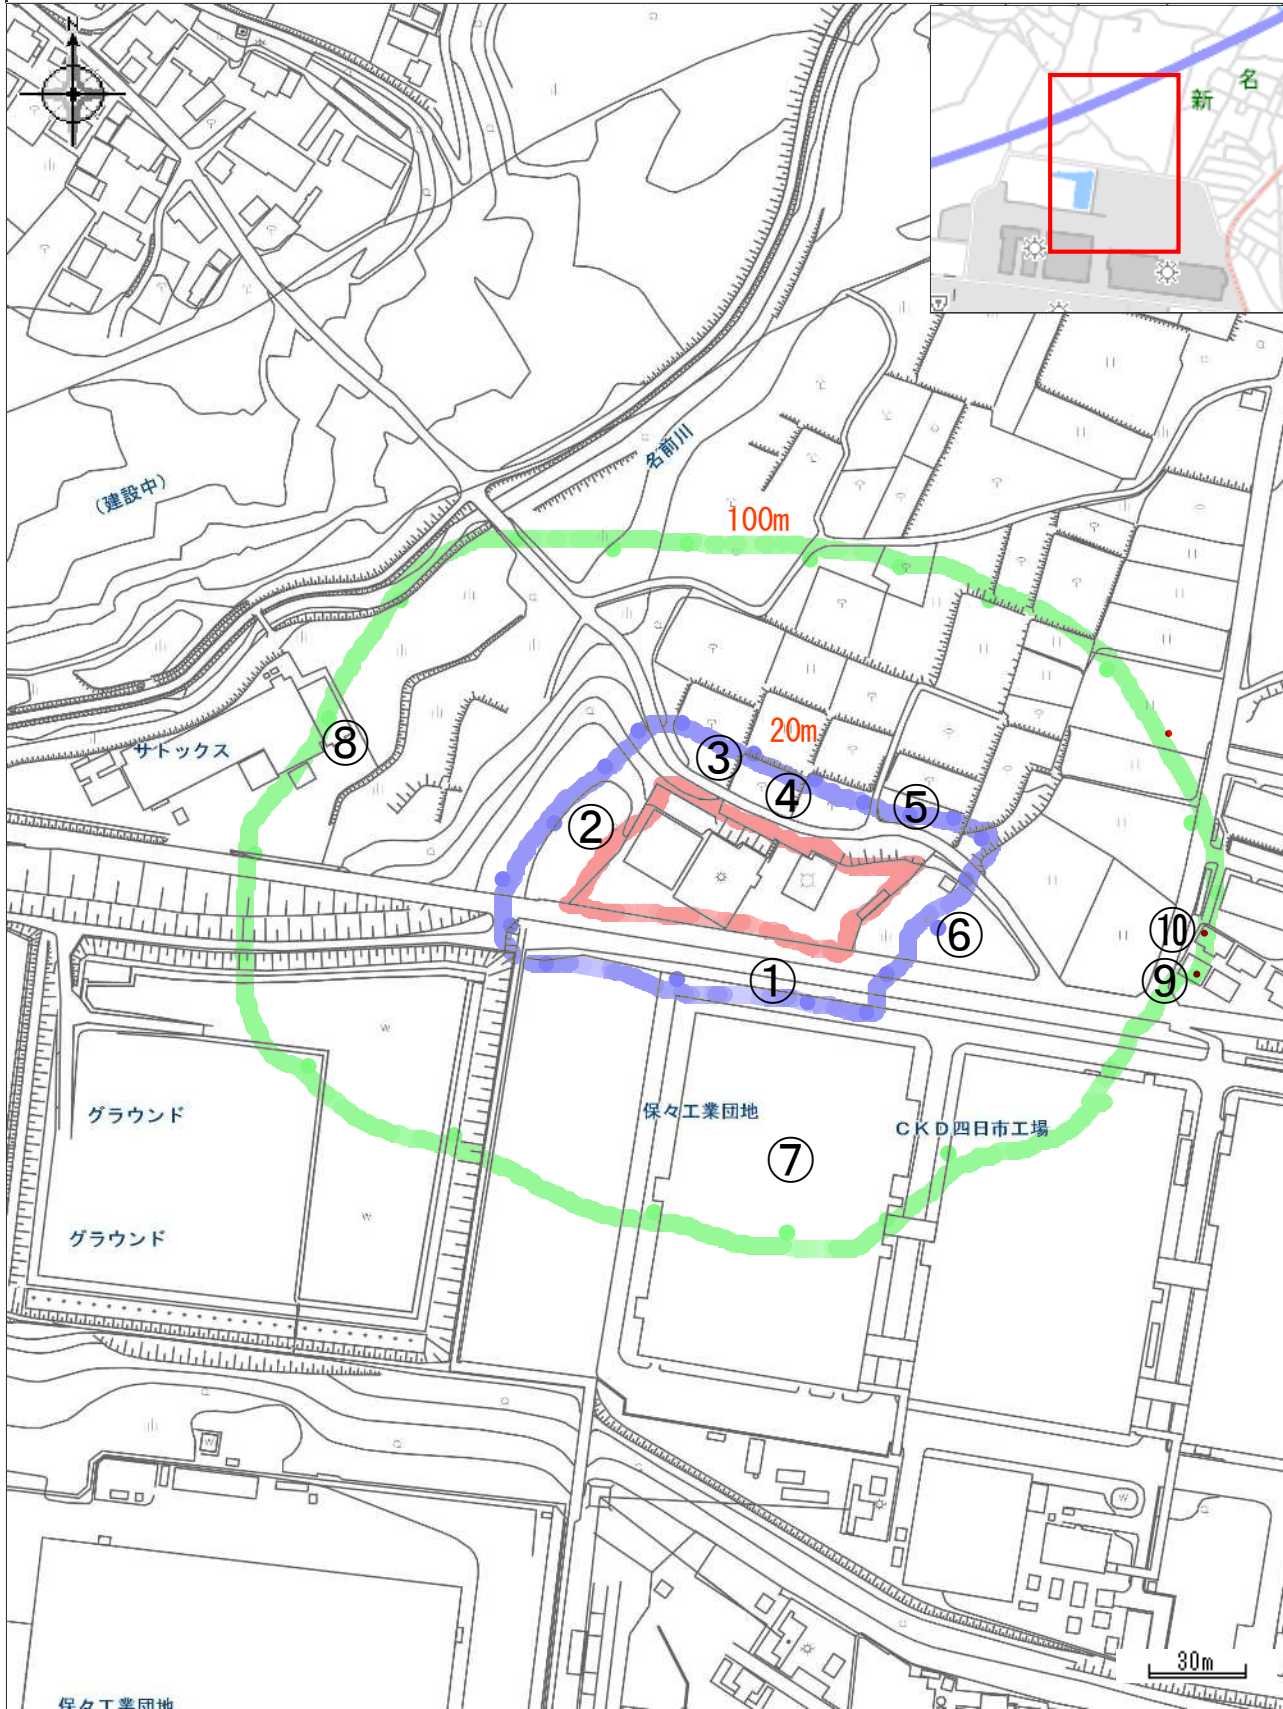 N
新 名
名前川
(建設中)
100m
20m
③
⑧
サトックス
④
⑤
②
⑩
⑥
①
⑨
グラウンド
保々工業団地
CKD四日市工場
⑦
グラウンド
30m
保々工業団地